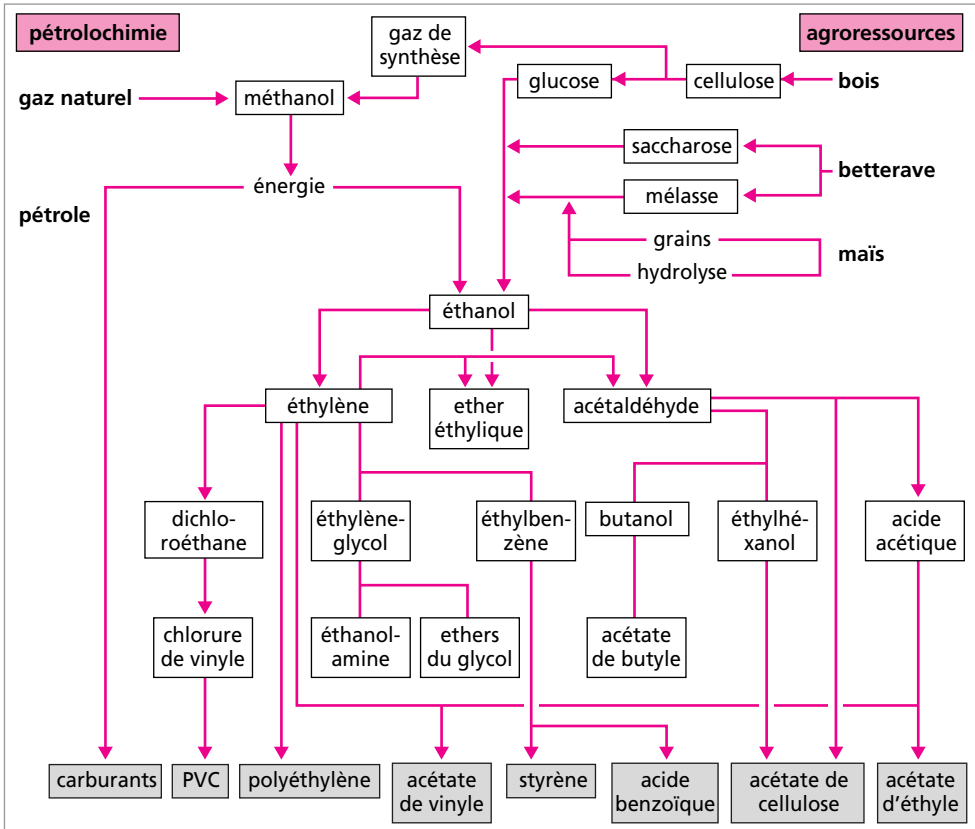 pétrolochimie
gaz de
synthèse
agroressources
gaz naturel
méthanol
glucose
cellulose
bois
saccharose
betterave
énergie
mélasse
pétrole
grains
maïs
hydrolyse
éthanol
éthylène
ether
éthylique
acétaldéhyde
dichlo-
roéthane
éthylène-
glycol
éthylben-
zène
butanol
éthylhé-
xanol
acide
acétique
chlorure
de vinyle
éthanol-
amine
ethers
du glycol
acétate
de butyle
carburants
PVC
polyéthylène
acétate
de vinyle
styrène
acide
benzoïque
acétate de
cellulose
acétate
d'éthyle